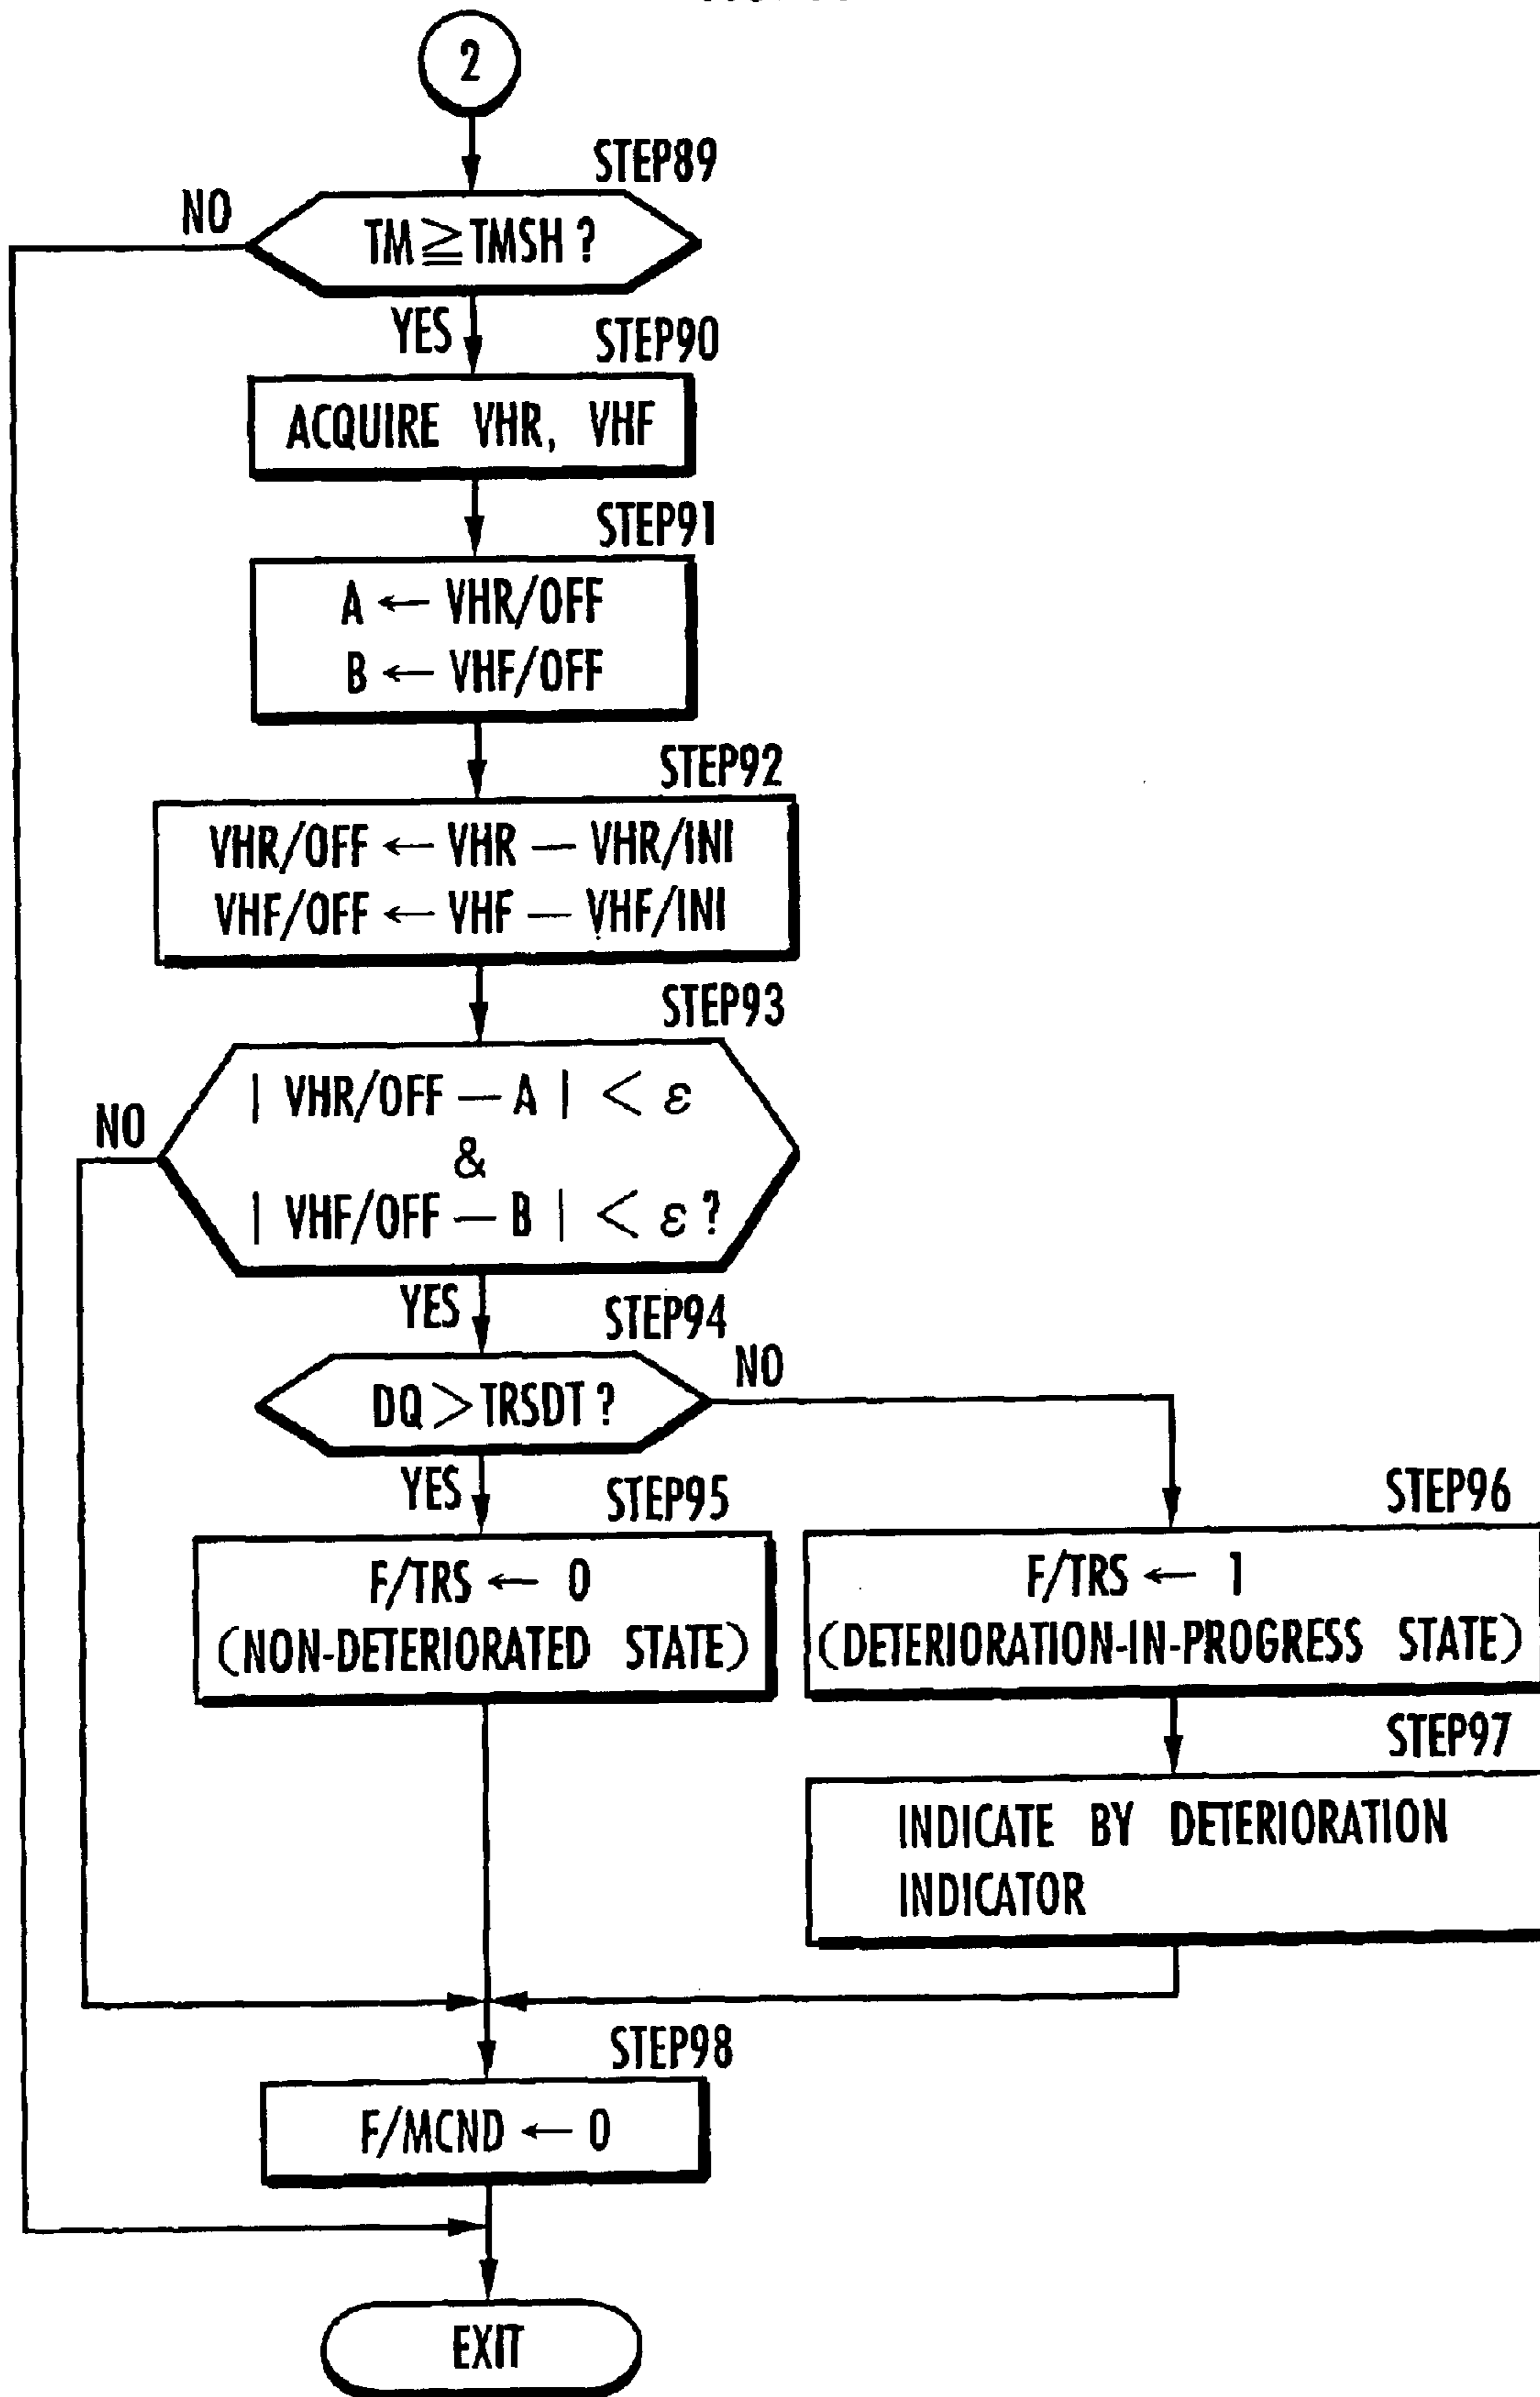 2
STEP89
NO
TM≧TMSH?
YES
STEP90
ACQUIRE VHR, VHF
STEP91
A ← VHR/OFF
B ← VHF/OFF
STEP92
VHR/OFF ← VHR — VHR/INI
VHF/OFF ← VHF — VHF/INI
STEP93
NO
| VHR/OFF — A | < ε
&
| VHF/OFF — B | < ε ?
YES
STEP94
NO
DQ>TRSDT?
YES
STEP95
STEP96
F/TRS ← 0
(NON-DETERIORATED STATE)
F/TRS ← 1
(DETERIORATION-IN-PROGRESS STATE)
STEP97
INDICATE BY DETERIORATION
INDICATOR
STEP98
F/MCND ← 0
EXIT